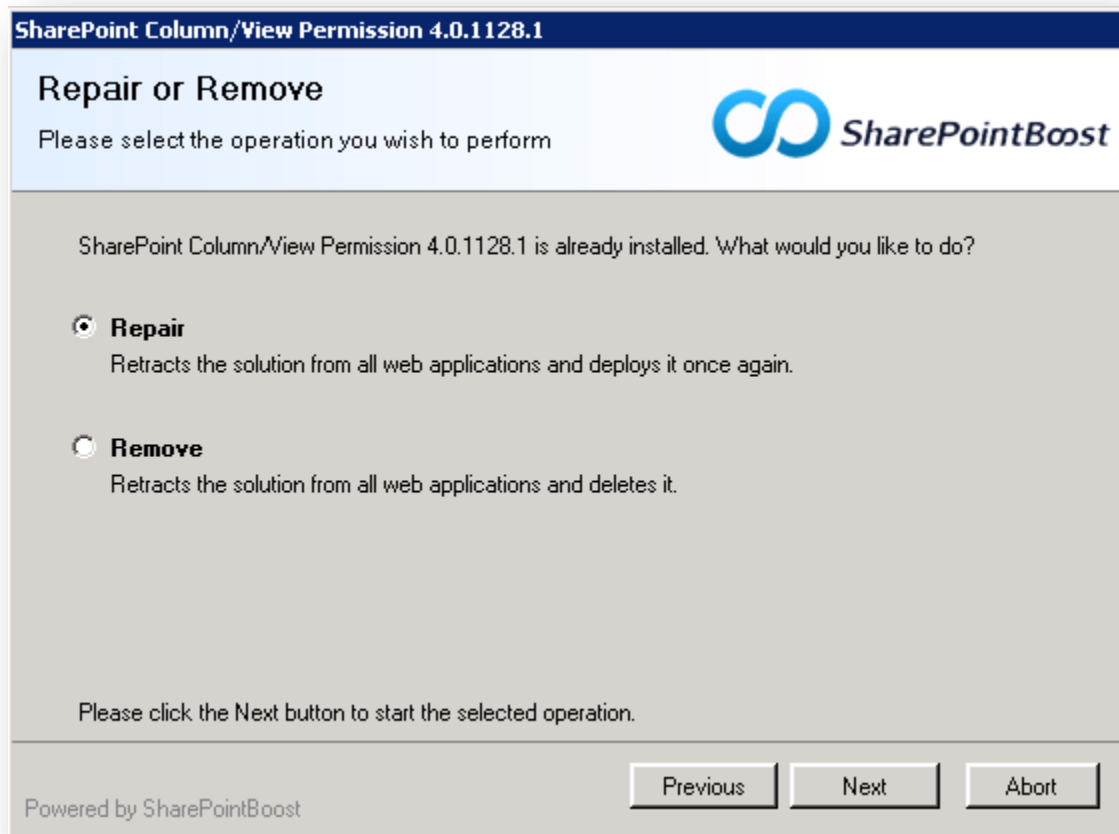 SharePoint Column/View Permission 4.0.1128.1
Repair or Remove
Please select the operation you wish to perform
SharePointBoost
SharePoint Column/View Permission 4.0.1128.1 is already installed. What would you like to do?
Repair
Retracts the solution from all web applications and deploys it once again.
Remove
Retracts the solution from all web applications and deletes it.
Please click the Next button to start the selected operation.
Previous
Next
Abort
Powered by SharePointBoost